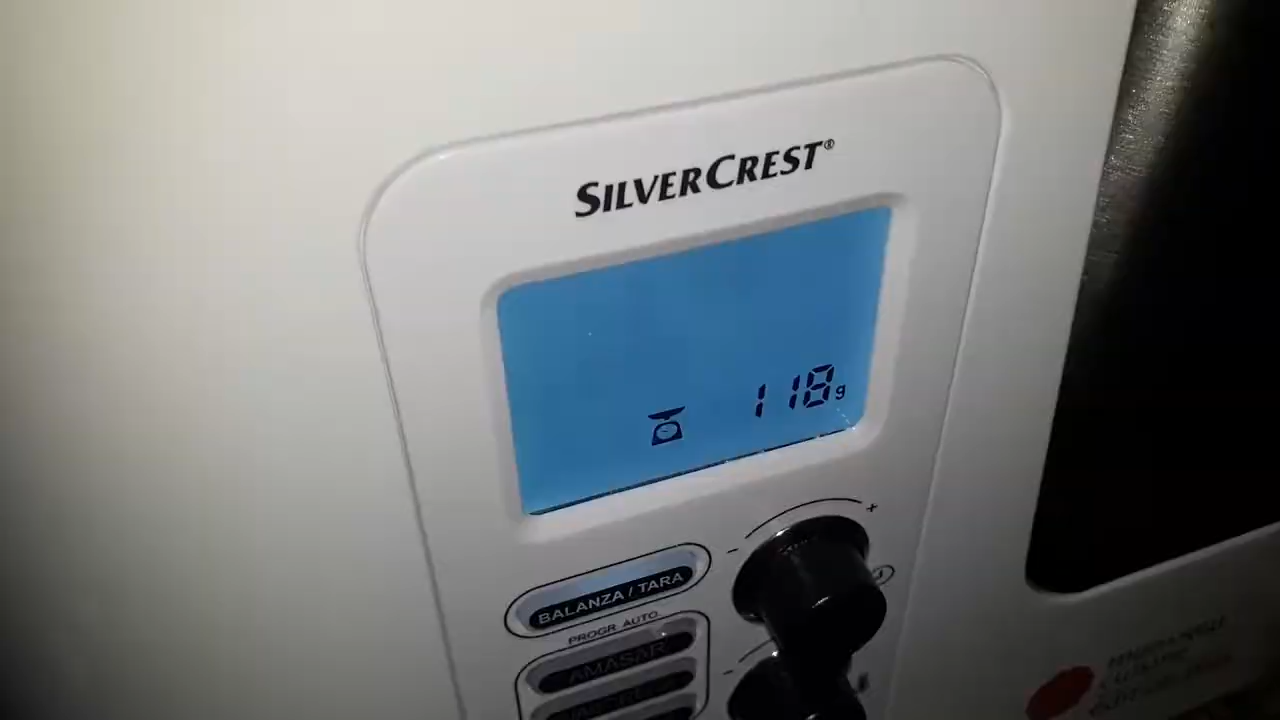 SILVERCREST®
118 g
- +
BALANZA / TARA
PROGR. AUTO.
AMASAR
-